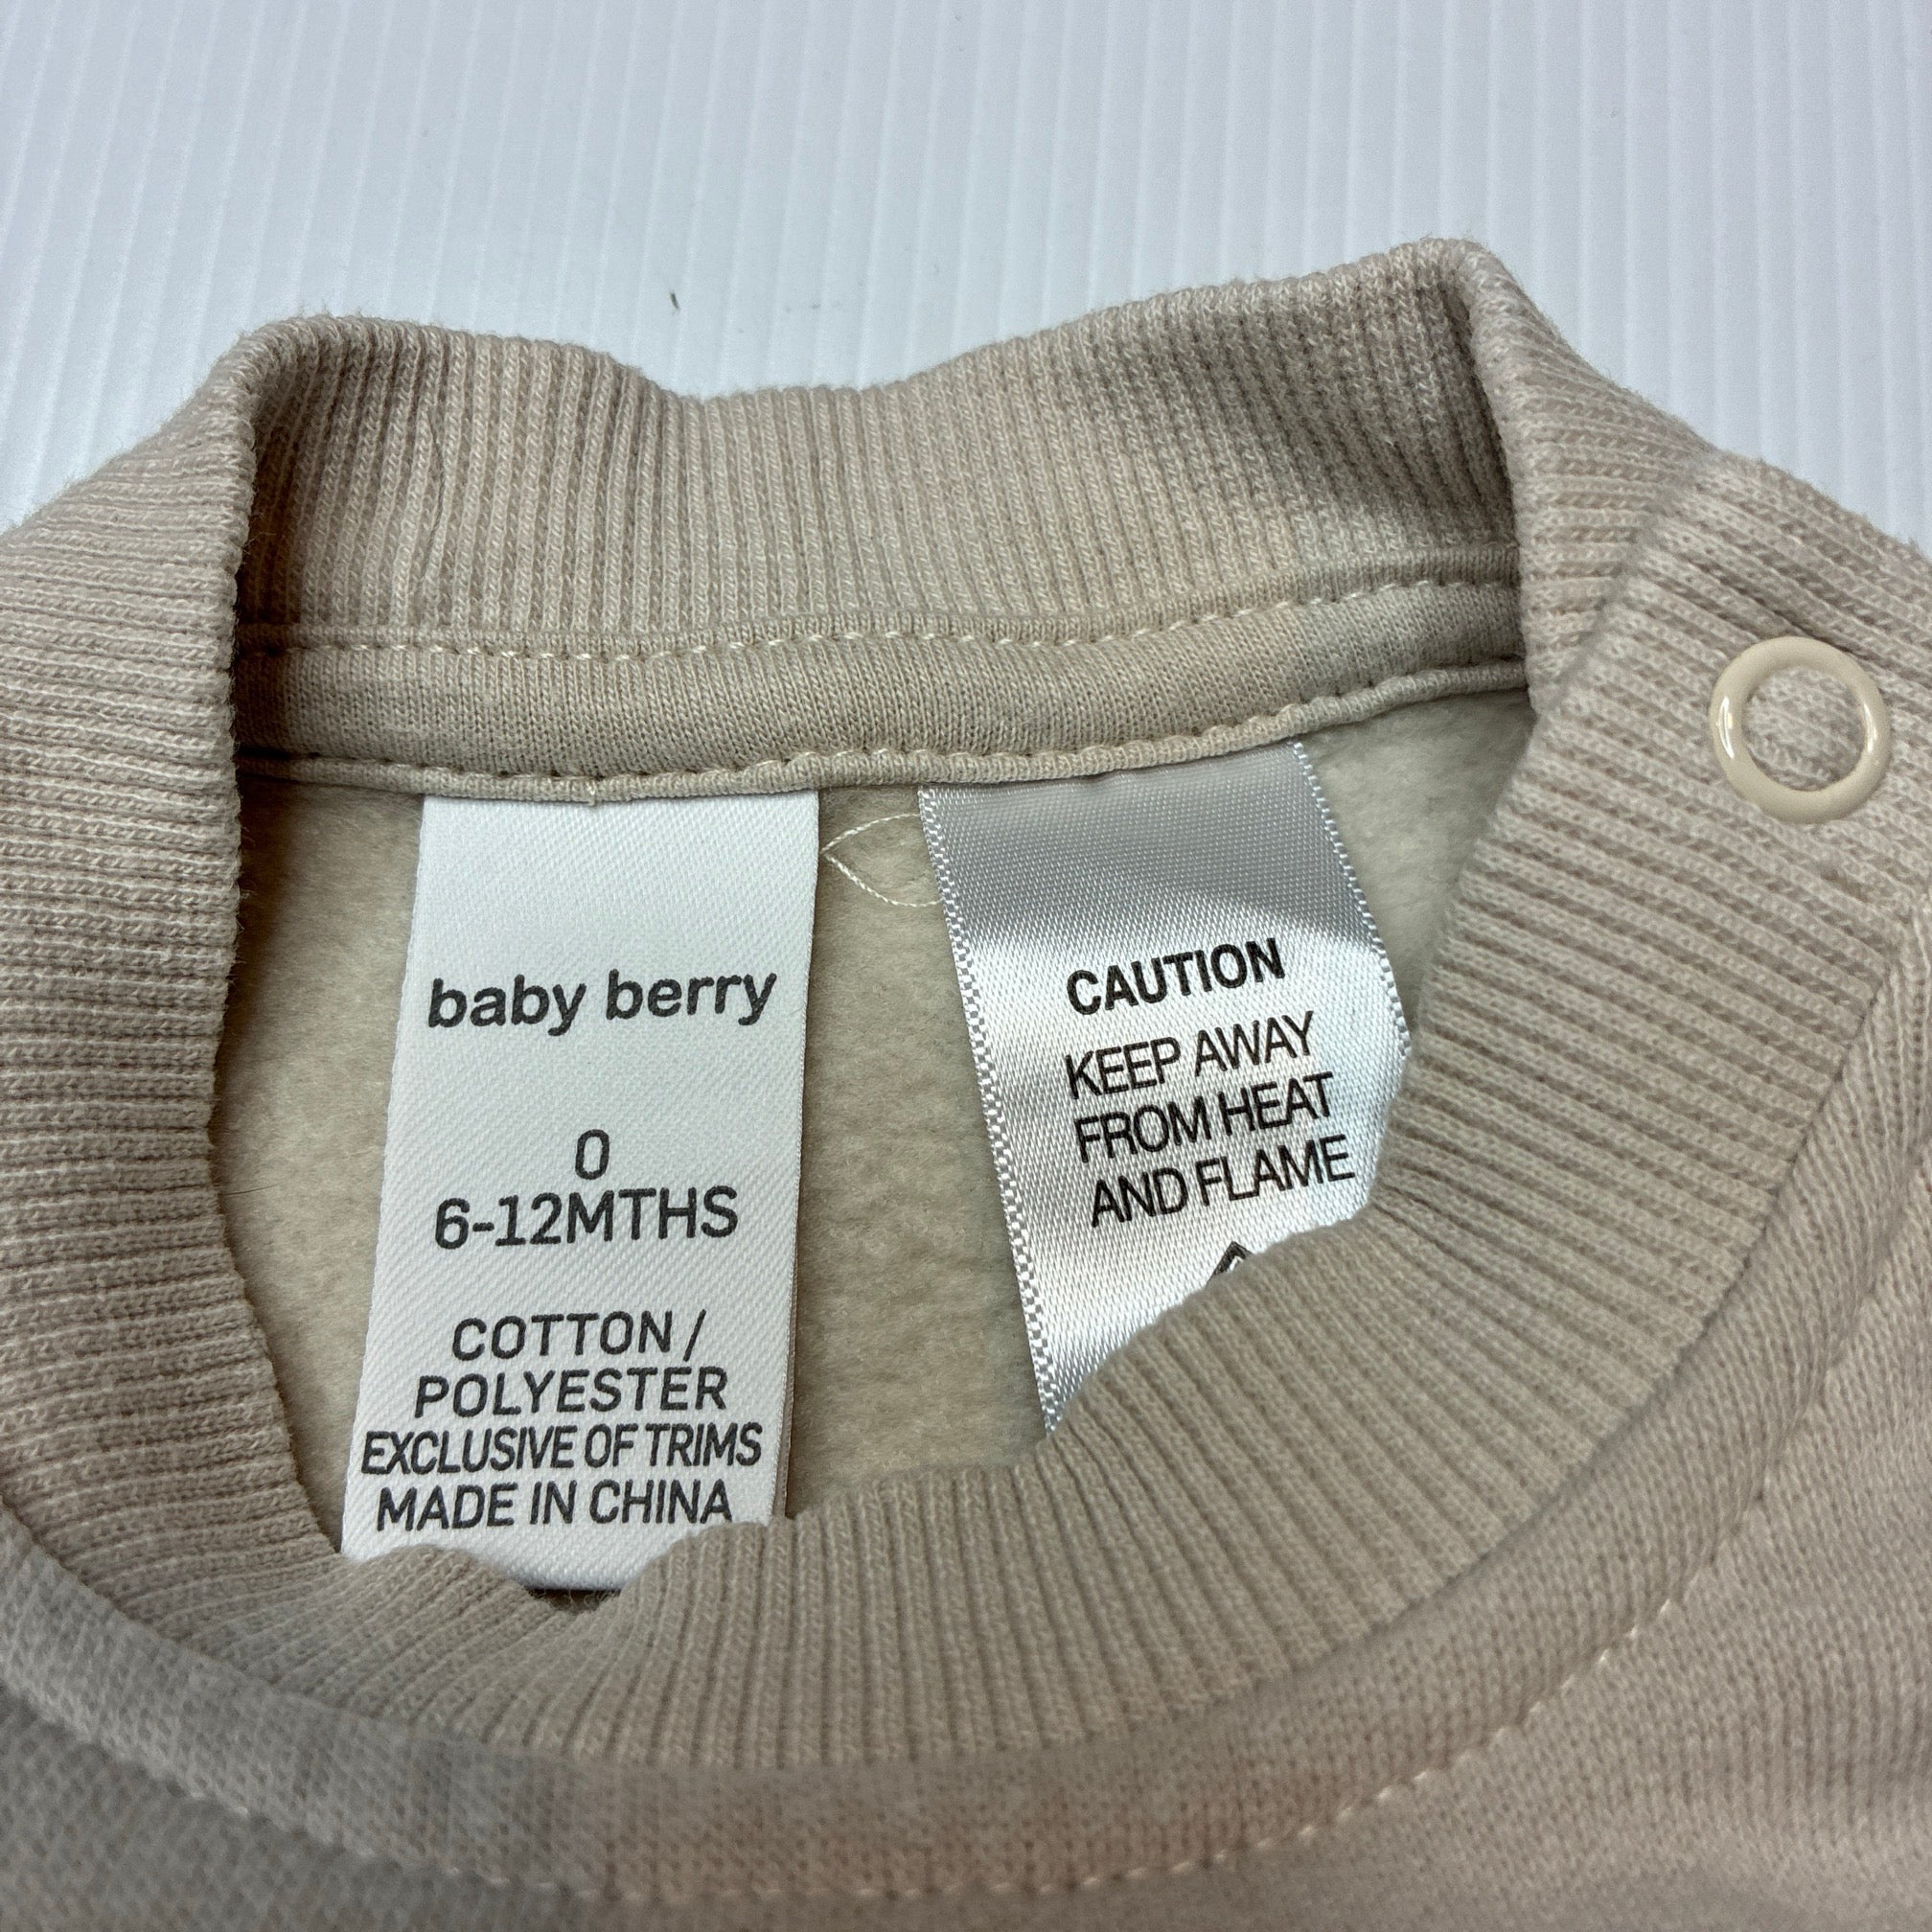 baby berry
0
6-12MTHS
COTTON /
POLYESTER
EXCLUSIVE OF TRIMS
MADE IN CHINA
CAUTION
KEEP AWAY
FROM HEAT
AND FLAME